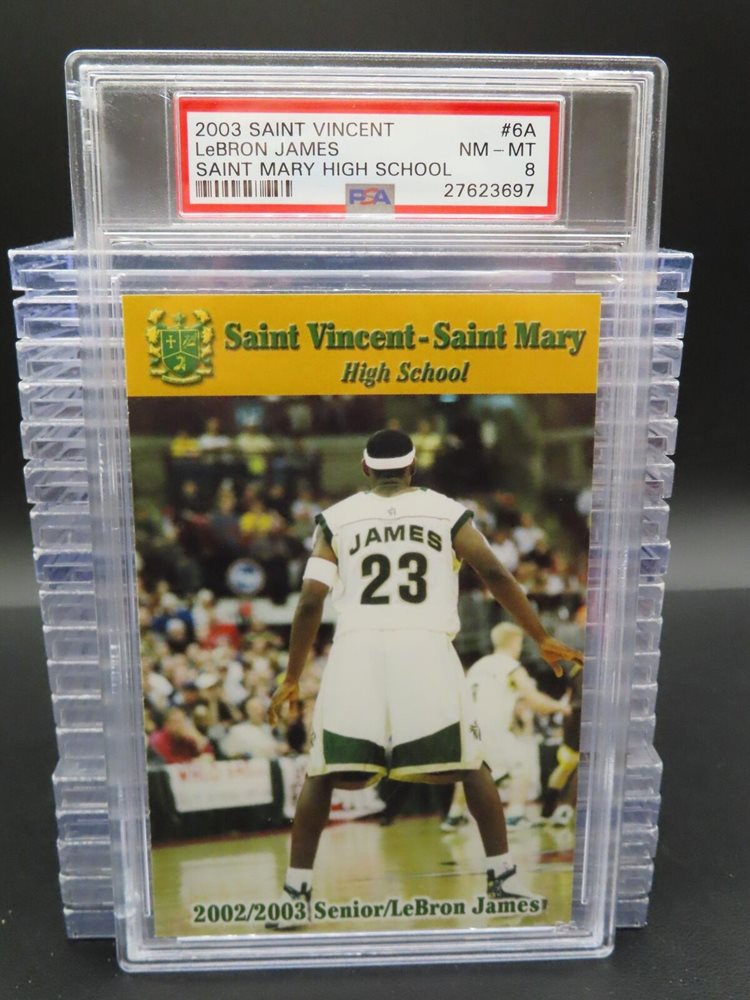 2003 SAINT VINCENT #6A
LeBRON JAMES NM - MT
SAINT MARY HIGH SCHOOL 8
PSA 27623697
Saint Vincent - Saint Mary
High School
JAMES
23
2002/2003 Senior/LeBron James